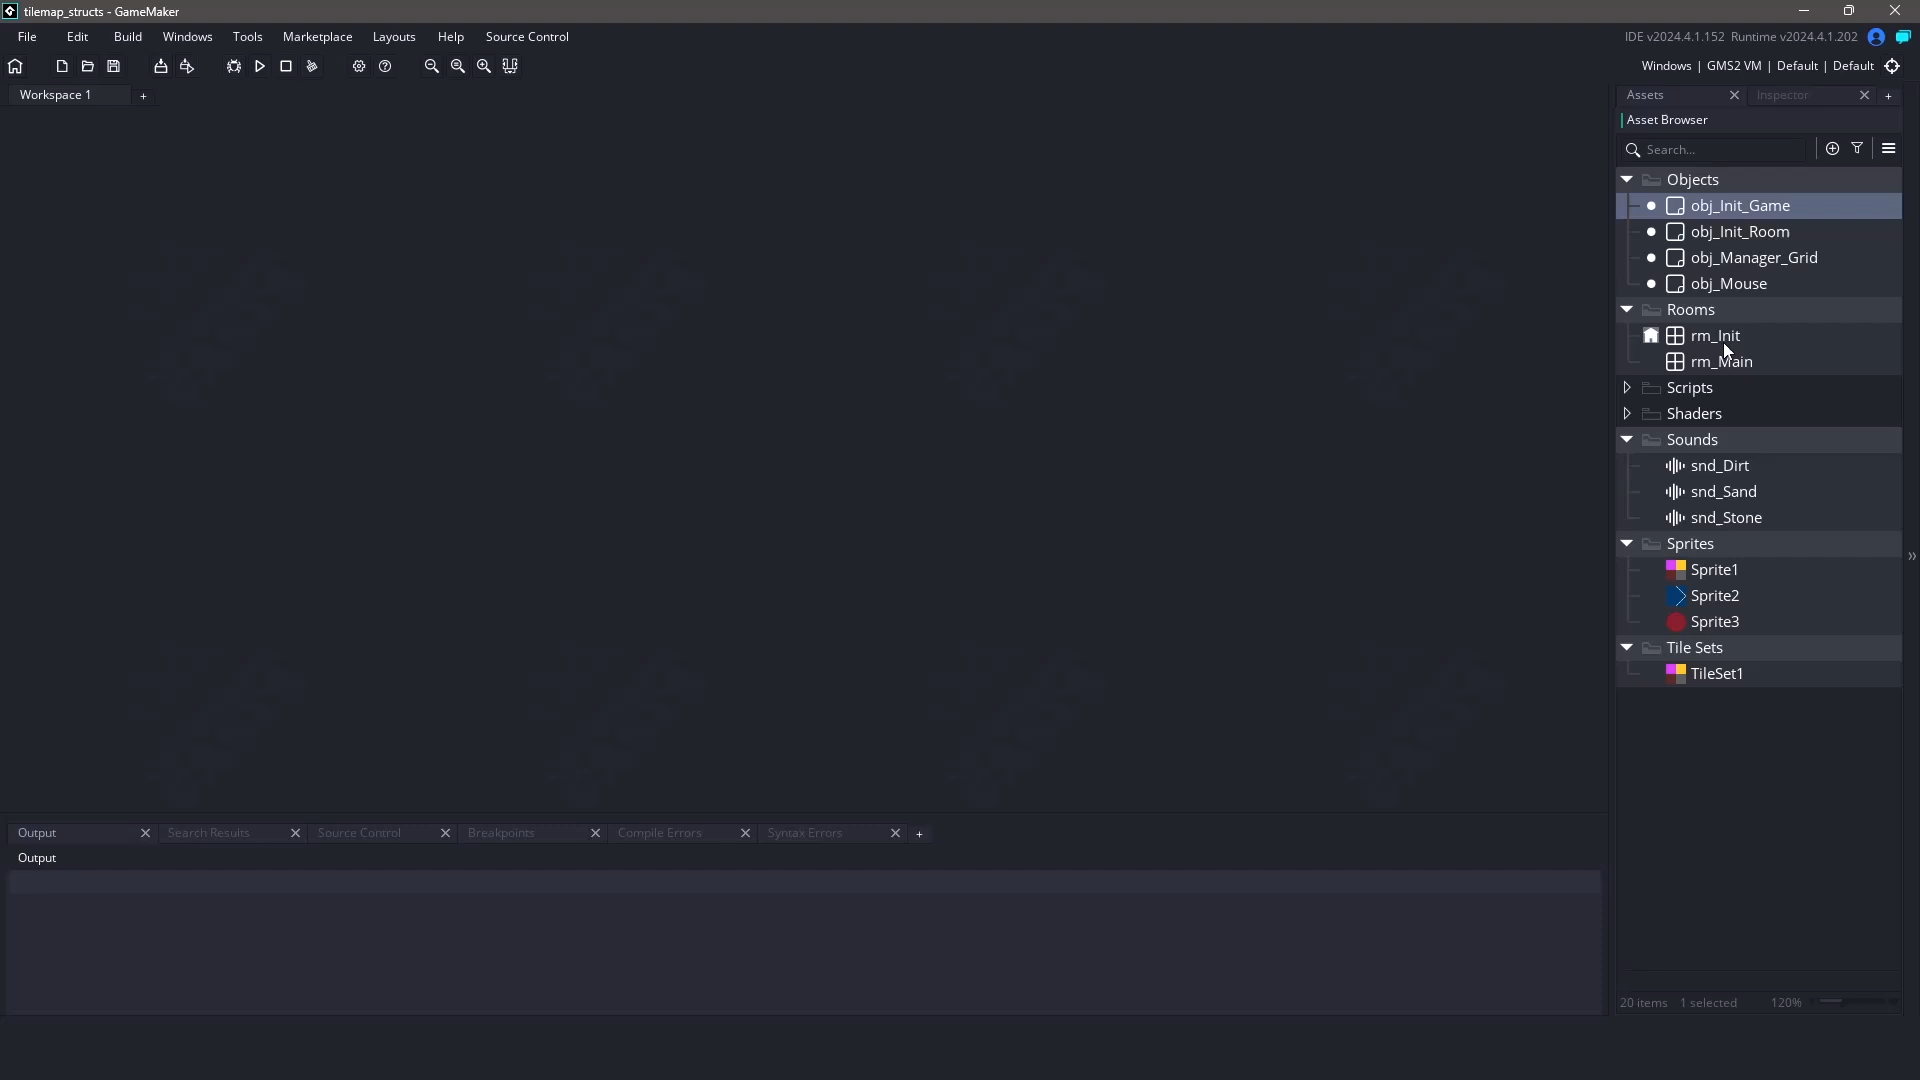 tilemap_structs - GameMaker
File Edit Build Windows Tools Marketplace Layouts Help Source Control
IDE v2024.4.1.152 Runtime v2024.4.1.202
Windows | GMS2 VM | Default | Default
Workspace 1 +
Assets Inspector +
Asset Browser
Search...
Objects
obj_Init_Game
obj_Init_Room
obj_Manager_Grid
obj_Mouse
Rooms
rm_Init
rm_Main
Scripts
Shaders
Sounds
snd_Dirt
snd_Sand
snd_Stone
Sprites
Sprite1
Sprite2
Sprite3
Tile Sets
TileSet1
Output Search Results Source Control Breakpoints Compile Errors Syntax Errors +
Output
20 items 1 selected 120%